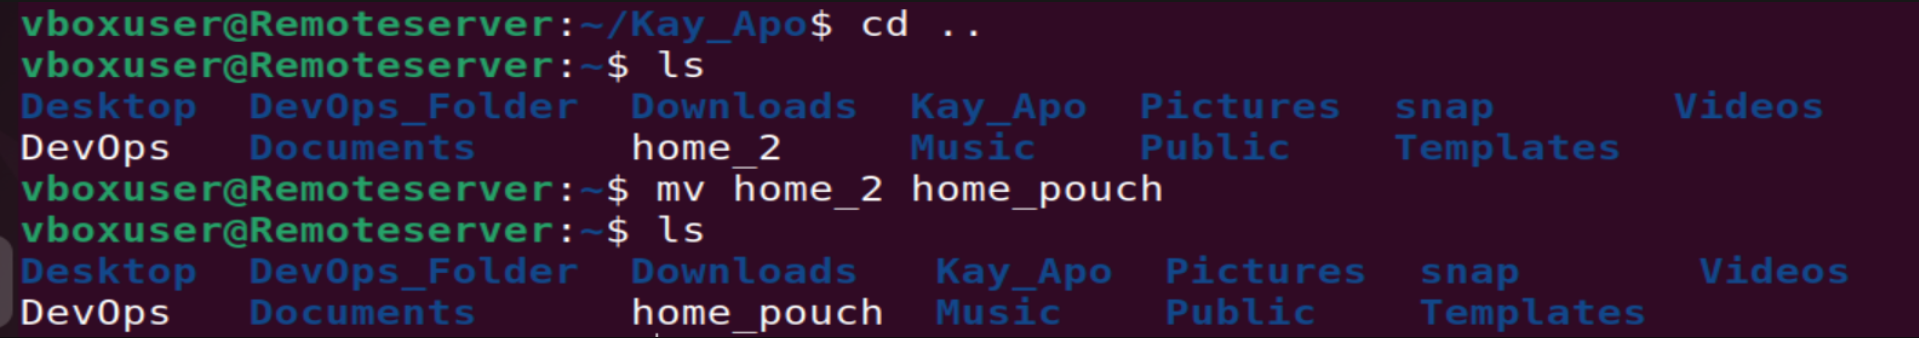 vboxuser@Remoteserver:~/Kay_Apo$ cd ..
vboxuser@Remoteserver:~$ ls
Desktop  DevOps_Folder  Downloads  Kay_Apo  Pictures  snap       Videos
DevOps   Documents      home_2     Music    Public    Templates
vboxuser@Remoteserver:~$ mv home_2 home_pouch
vboxuser@Remoteserver:~$ ls
Desktop  DevOps_Folder  Downloads   Kay_Apo  Pictures  snap       Videos
DevOps   Documents      home_pouch  Music    Public    Templates